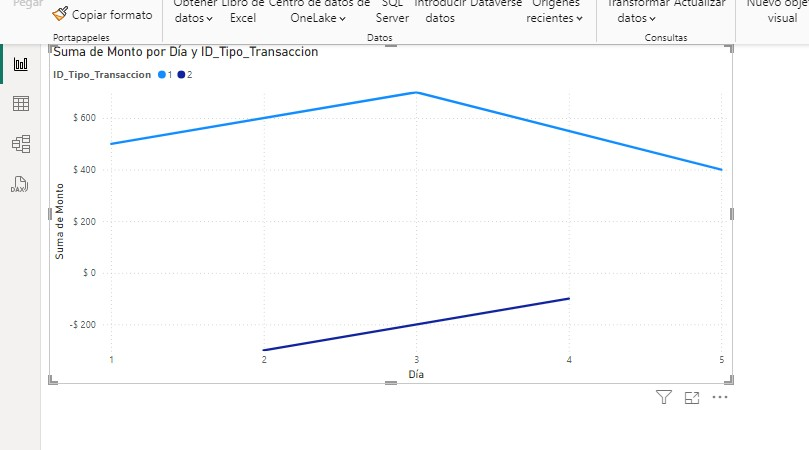 Pegar
Copiar formato
Portapapeles
Obtener Libro de Centro de datos de SQL Introducir Dataverse Orígenes
datos Excel OneLake Server datos recientes
Datos
Transformar Actualizar
datos
Consultas
Nuevo obje
visual
Suma de Monto por Día y ID_Tipo_Transaccion
ID_Tipo_Transaccion 1 2
$ 600
$ 400
$ 200
$ 0
-$ 200
Suma de Monto
1 2 3 4 5
Día
DAX